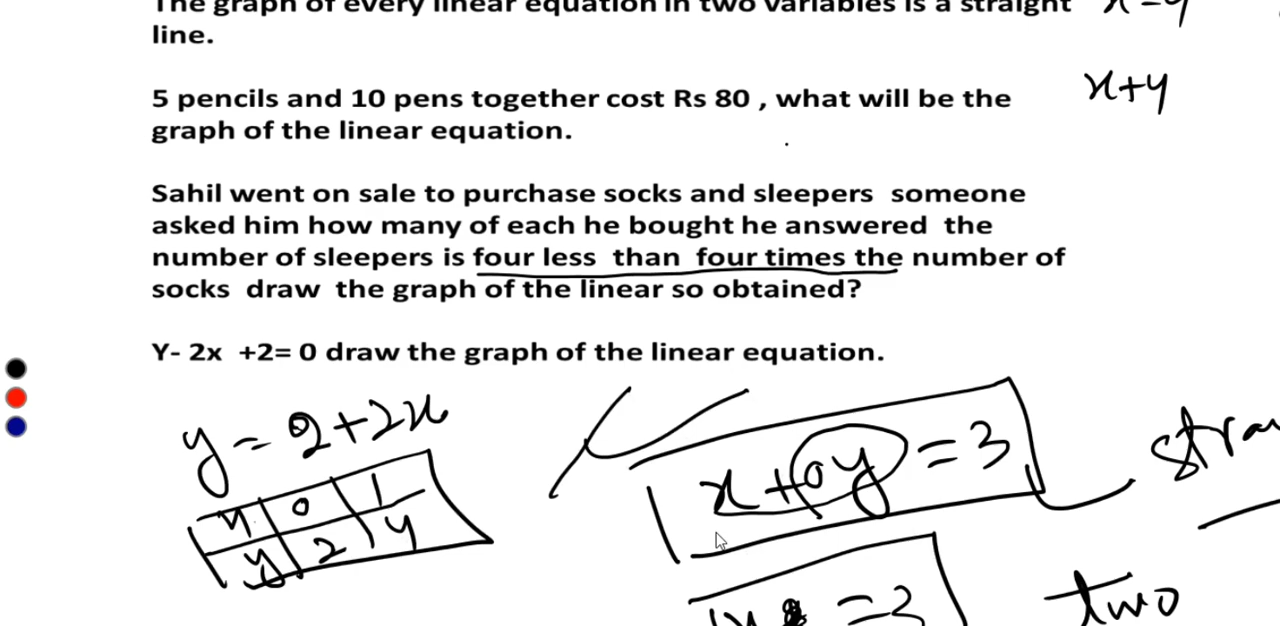 The graph of every linear equation in two variables is a straight
line.
5 pencils and 10 pens together cost Rs 80 , what will be the
graph of the linear equation.
x+y
Sahil went on sale to purchase socks and sleepers someone
asked him how many of each he bought he answered the
number of sleepers is four less than four times the number of
socks draw the graph of the linear so obtained?
Y- 2x +2= 0 draw the graph of the linear equation.
y = 2+2x
x+0y = 3
x 0 1
y 2 4
=3
two